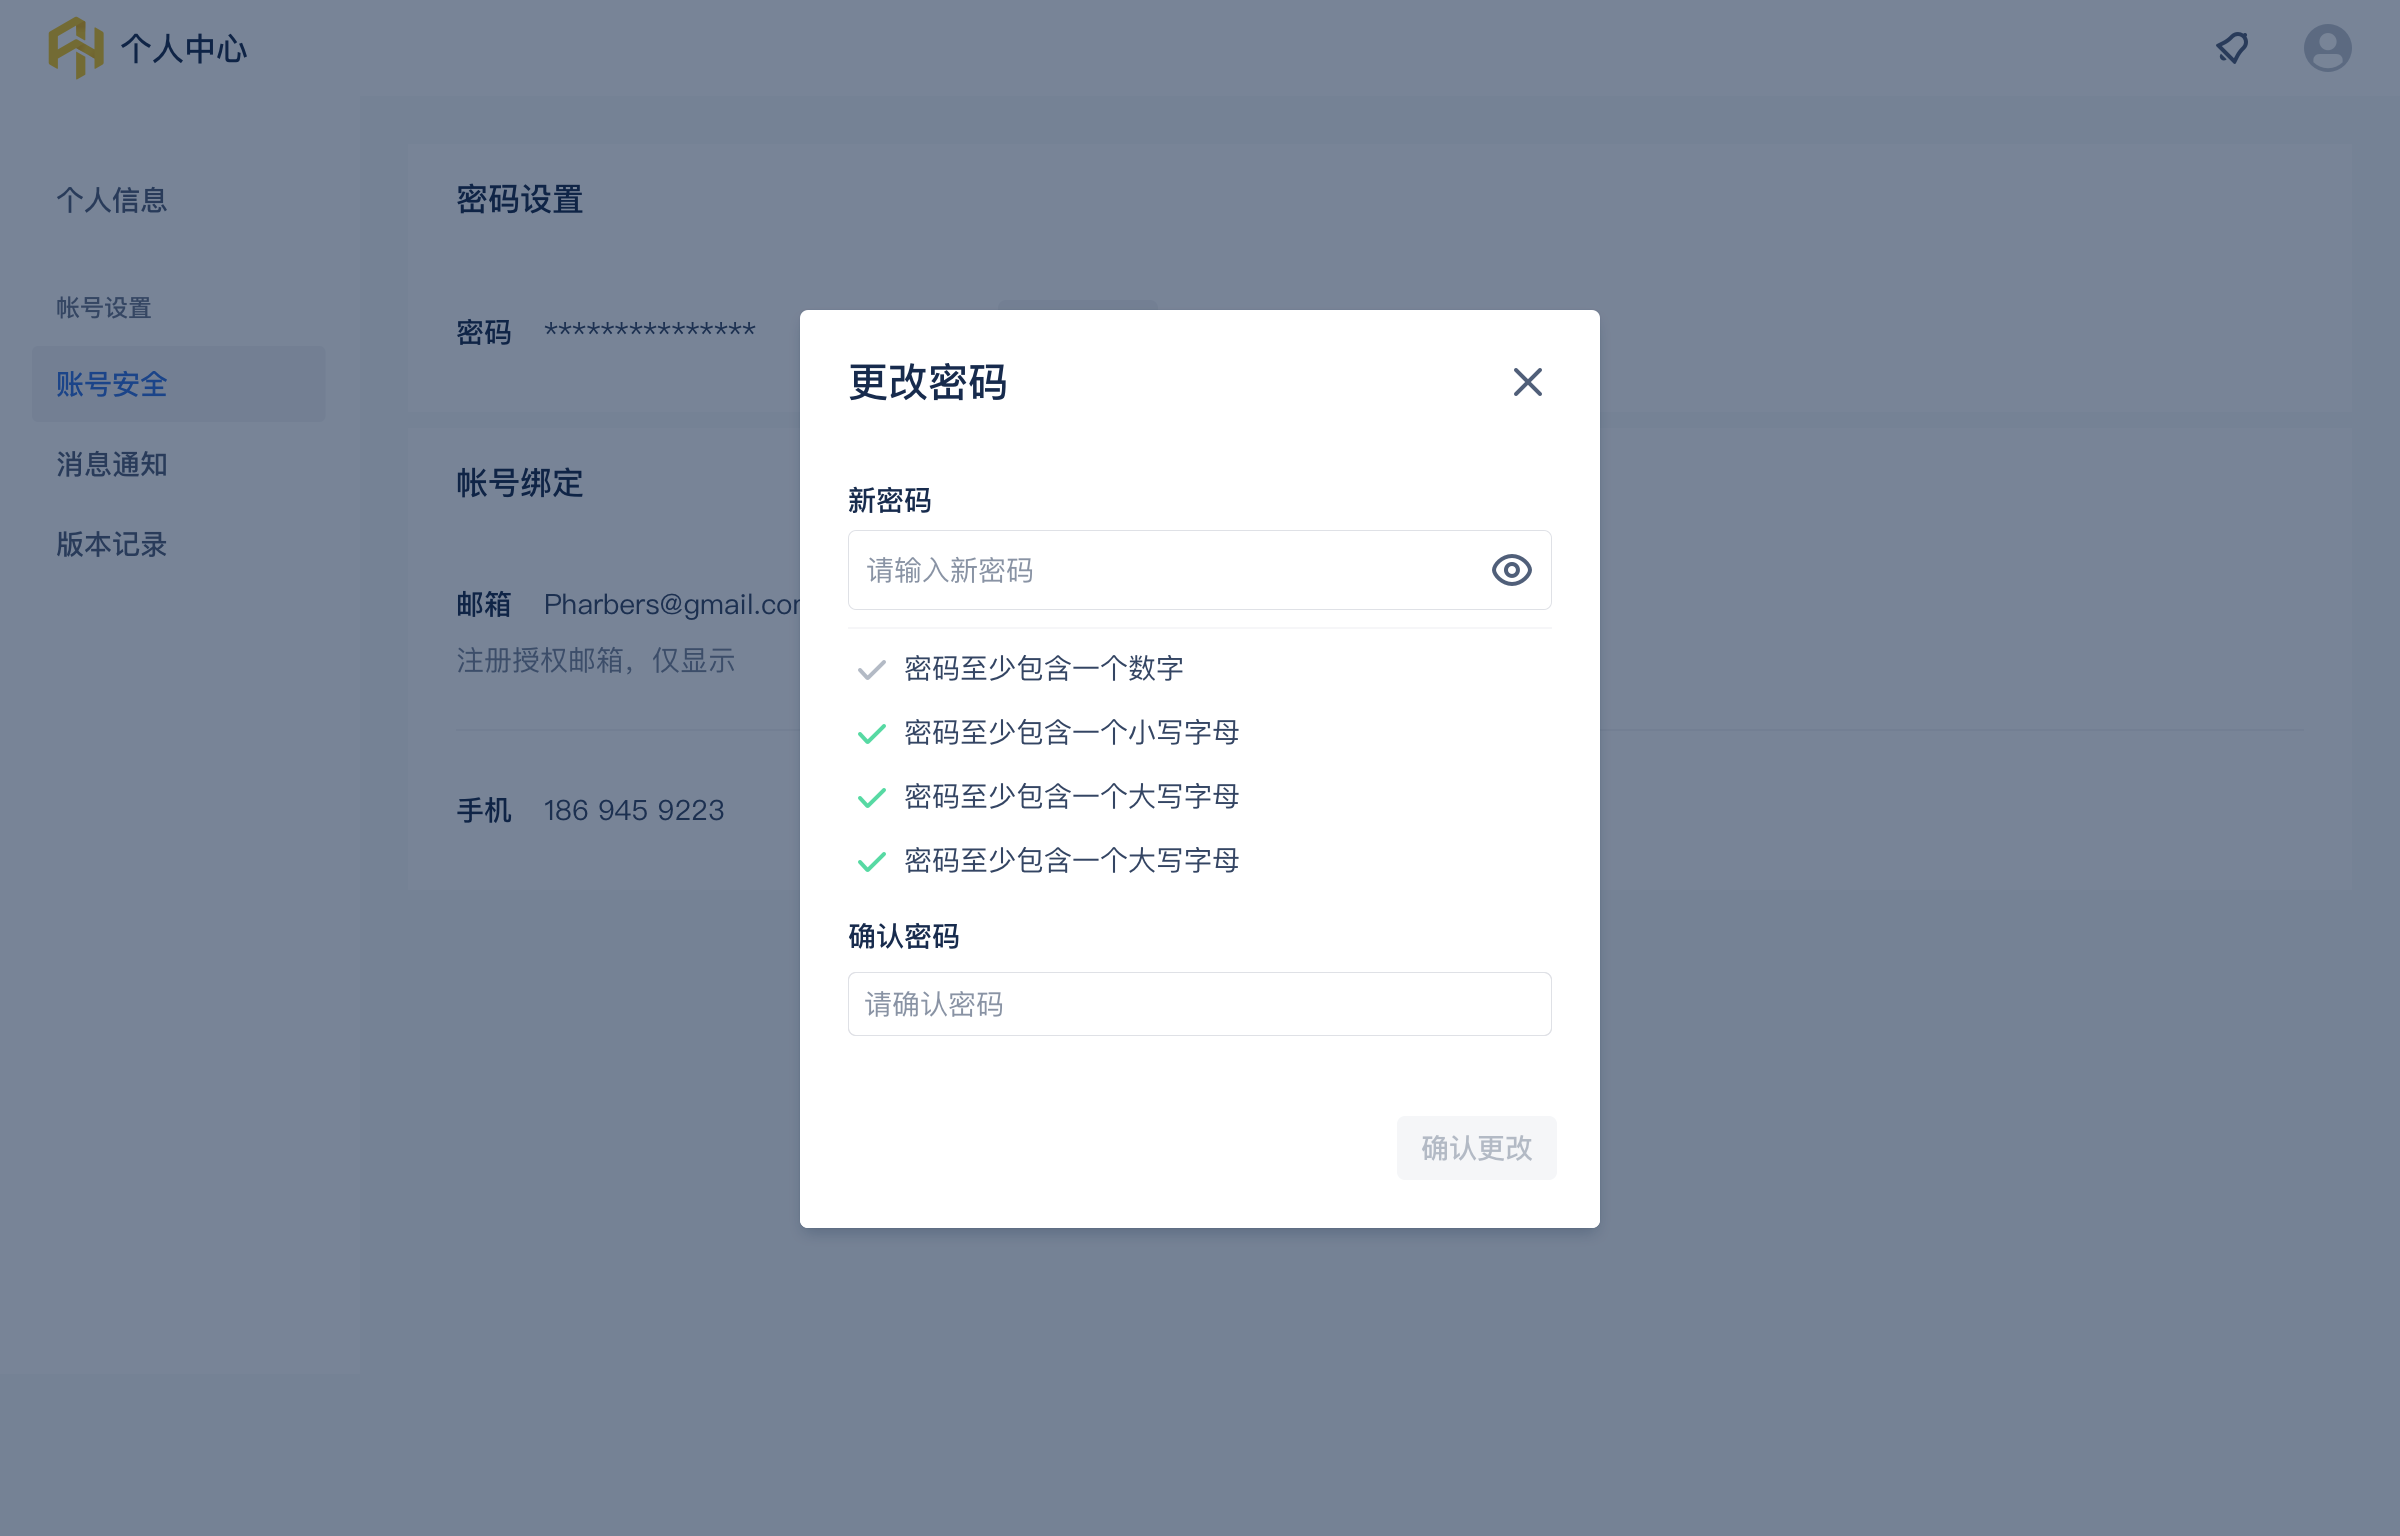 个人中心
个人信息
帐号设置
账号安全
消息通知
版本记录
密码设置
密码 ***************
帐号绑定
邮箱 Pharbers@gmail.co
注册授权邮箱，仅显示
手机 186 945 9223
更改密码
新密码
请输入新密码
密码至少包含一个数字
密码至少包含一个小写字母
密码至少包含一个大写字母
密码至少包含一个大写字母
确认密码
请确认密码
确认更改